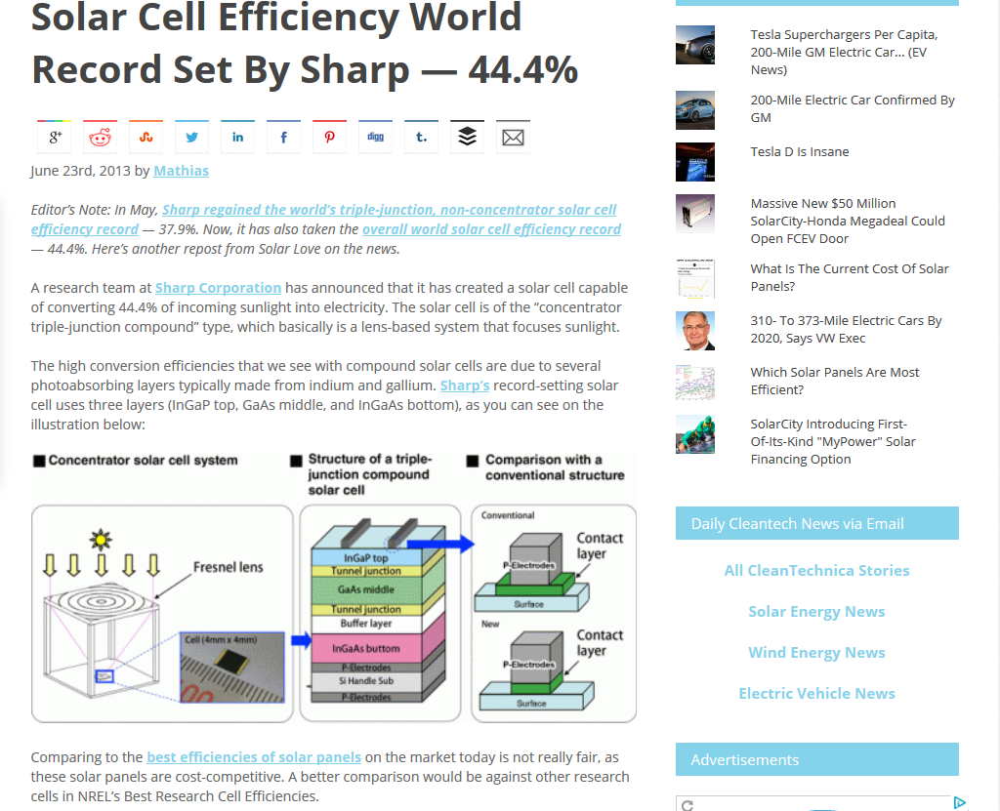 Solar Cell Efficiency World
Record Set By Sharp — 44.4%
g+
in
f
digg
t.
June 23rd, 2013 by Mathias
Editor's Note: In May, Sharp regained the world's triple-junction, non-concentrator solar cell
efficiency record — 37.9%. Now, it has also taken the overall world solar cell efficiency record
— 44.4%. Here's another repost from Solar Love on the news.
A research team at Sharp Corporation has announced that it has created a solar cell capable
of converting 44.4% of incoming sunlight into electricity. The solar cell is of the “concentrator
triple-junction compound” type, which basically is a lens-based system that focuses sunlight.
The high conversion efficiencies that we see with compound solar cells are due to several
photoabsorbing layers typically made from indium and gallium. Sharp's record-setting solar
cell uses three layers (InGaP top, GaAs middle, and InGaAs bottom), as you can see on the
illustration below:
Concentrator solar cell system
Fresnel lens
Cell (4mm x 4mm)
Structure of a triple-
junction compound
solar cell
InGaP top
Tunnel junction
GaAs middle
Tunnel junction
Buffer layer
InGaAs buttom
P-Electrodes
Si Handle Sub
P-Electrodes
Comparison with a
conventional structure
Conventional
Contact
layer
P-Electrodes
Surface
New
Contact
layer
P-Electrodes
Surface
Comparing to the best efficiencies of solar panels on the market today is not really fair, as
these solar panels are cost-competitive. A better comparison would be against other research
cells in NREL's Best Research Cell Efficiencies.
Tesla Superchargers Per Capita,
200-Mile GM Electric Car... (EV
News)
200-Mile Electric Car Confirmed By
GM
Tesla D Is Insane
Massive New $50 Million
SolarCity-Honda Megadeal Could
Open FCEV Door
What Is The Current Cost Of Solar
Panels?
310- To 373-Mile Electric Cars By
2020, Says VW Exec
Which Solar Panels Are Most
Efficient?
SolarCity Introducing First-
Of-Its-Kind "MyPower" Solar
Financing Option
Daily Cleantech News via Email
All CleanTechnica Stories
Solar Energy News
Wind Energy News
Electric Vehicle News
Advertisements